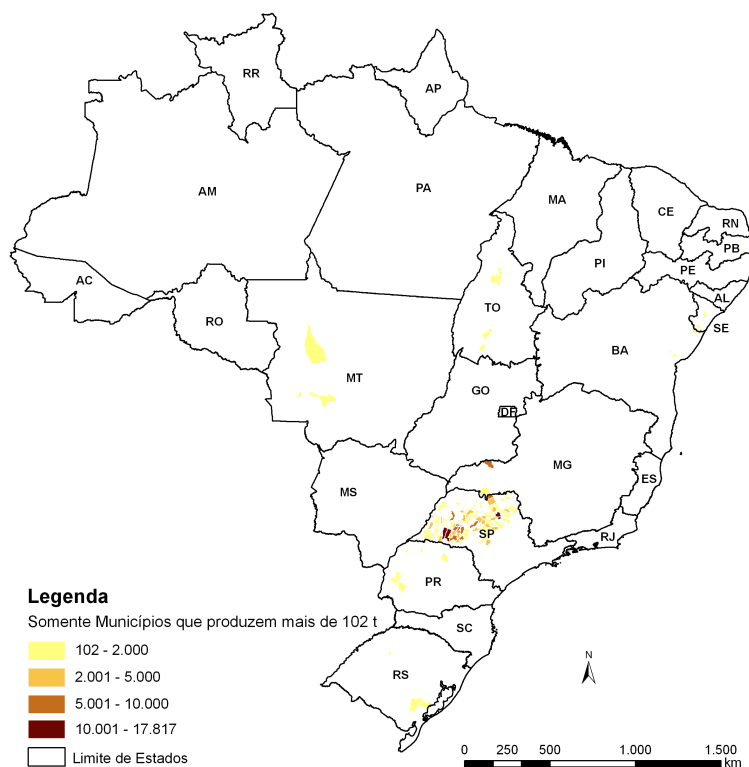 RR
AP
AM
PA
MA
CE
RN
PB
PE
PI
AL
SE
AC
RO
TO
BA
MT
GO
DF
MG
ES
MS
SP
RJ
PR
SC
RS
Legenda
Somente Municípios que produzem mais de 102 t
102 - 2.000
2.001 - 5.000
5.001 - 10.000
10.001 - 17.817
Limite de Estados
N
0 250 500 1.000 1.500
km